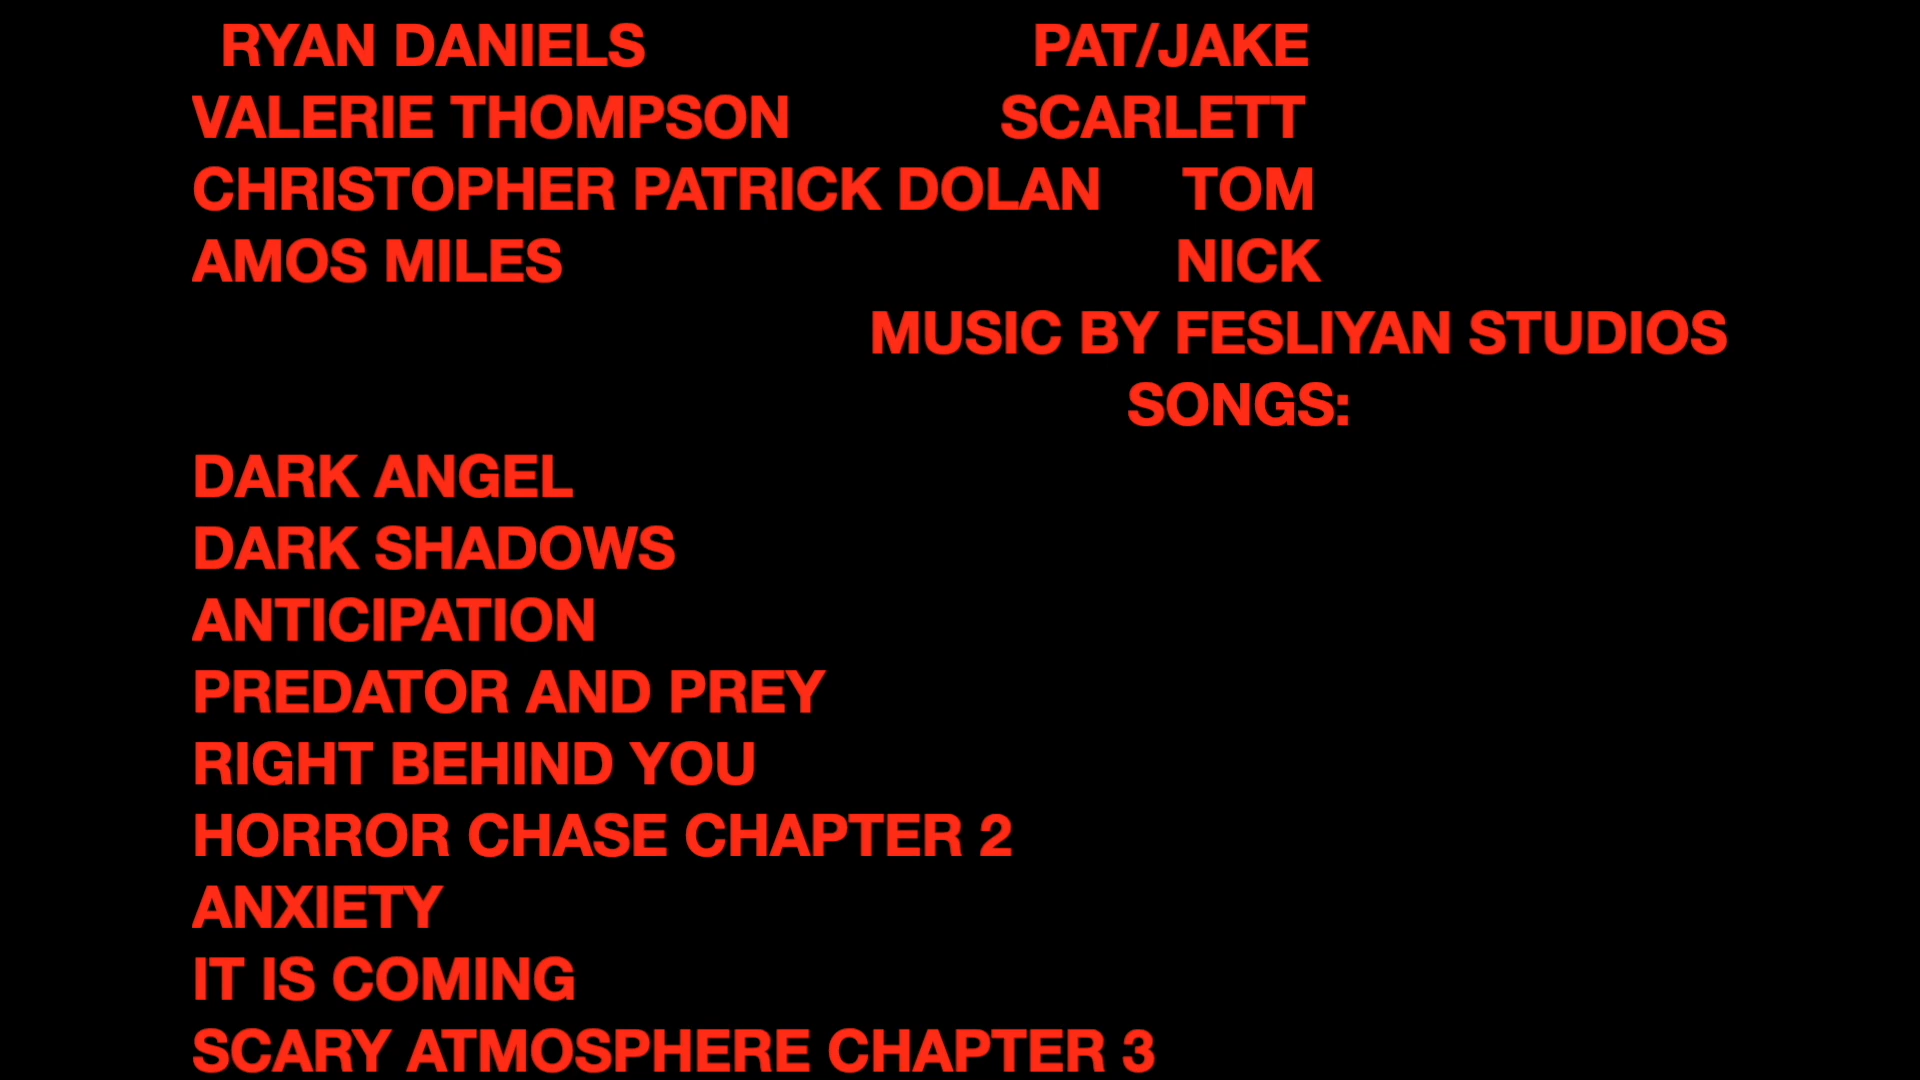 RYAN DANIELS PAT/JAKE
VALERIE THOMPSON SCARLETT
CHRISTOPHER PATRICK DOLAN TOM
AMOS MILES NICK
MUSIC BY FESLIYAN STUDIOS
SONGS:
DARK ANGEL
DARK SHADOWS
ANTICIPATION
PREDATOR AND PREY
RIGHT BEHIND YOU
HORROR CHASE CHAPTER 2
ANXIETY
IT IS COMING
SCARY ATMOSPHERE CHAPTER 3